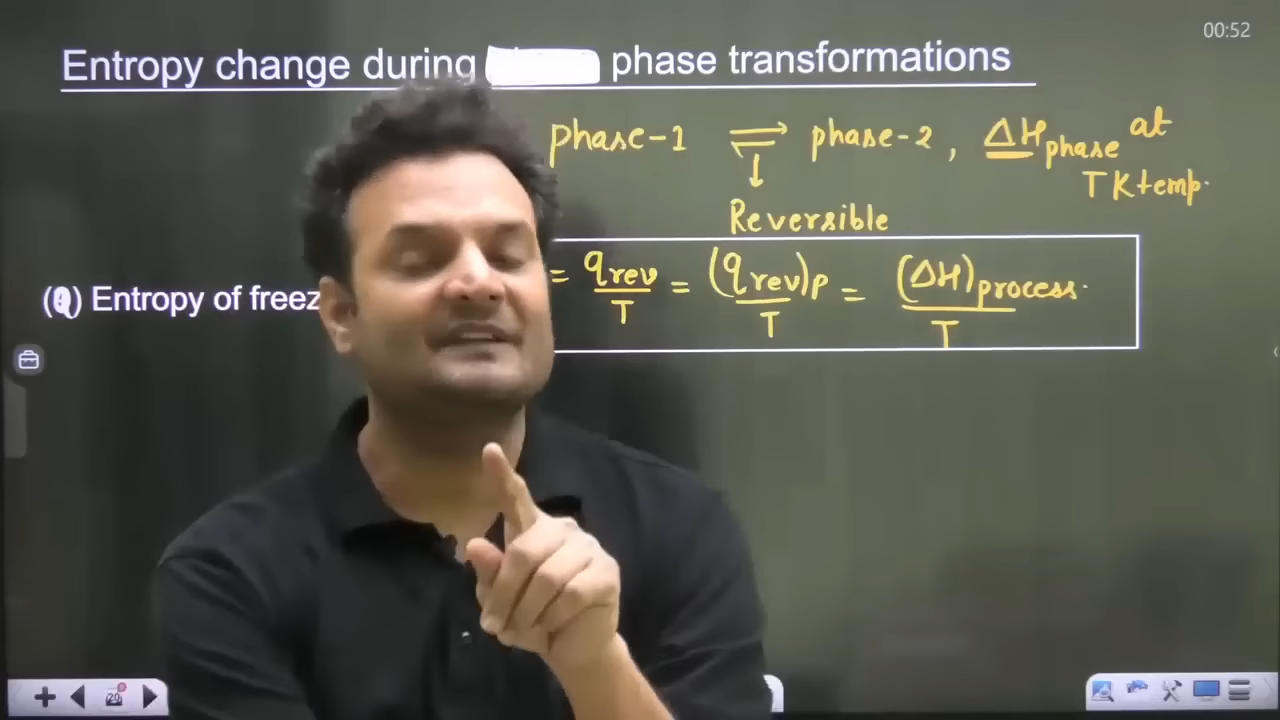 00:52
Entropy change during phase transformations
phase-1 ⇌ phase-2, ΔHphase at
T K temp.
↓
Reversible
= qrev/T = (qrev)P/T = (ΔH)process/T
(Q) Entropy of freez
20